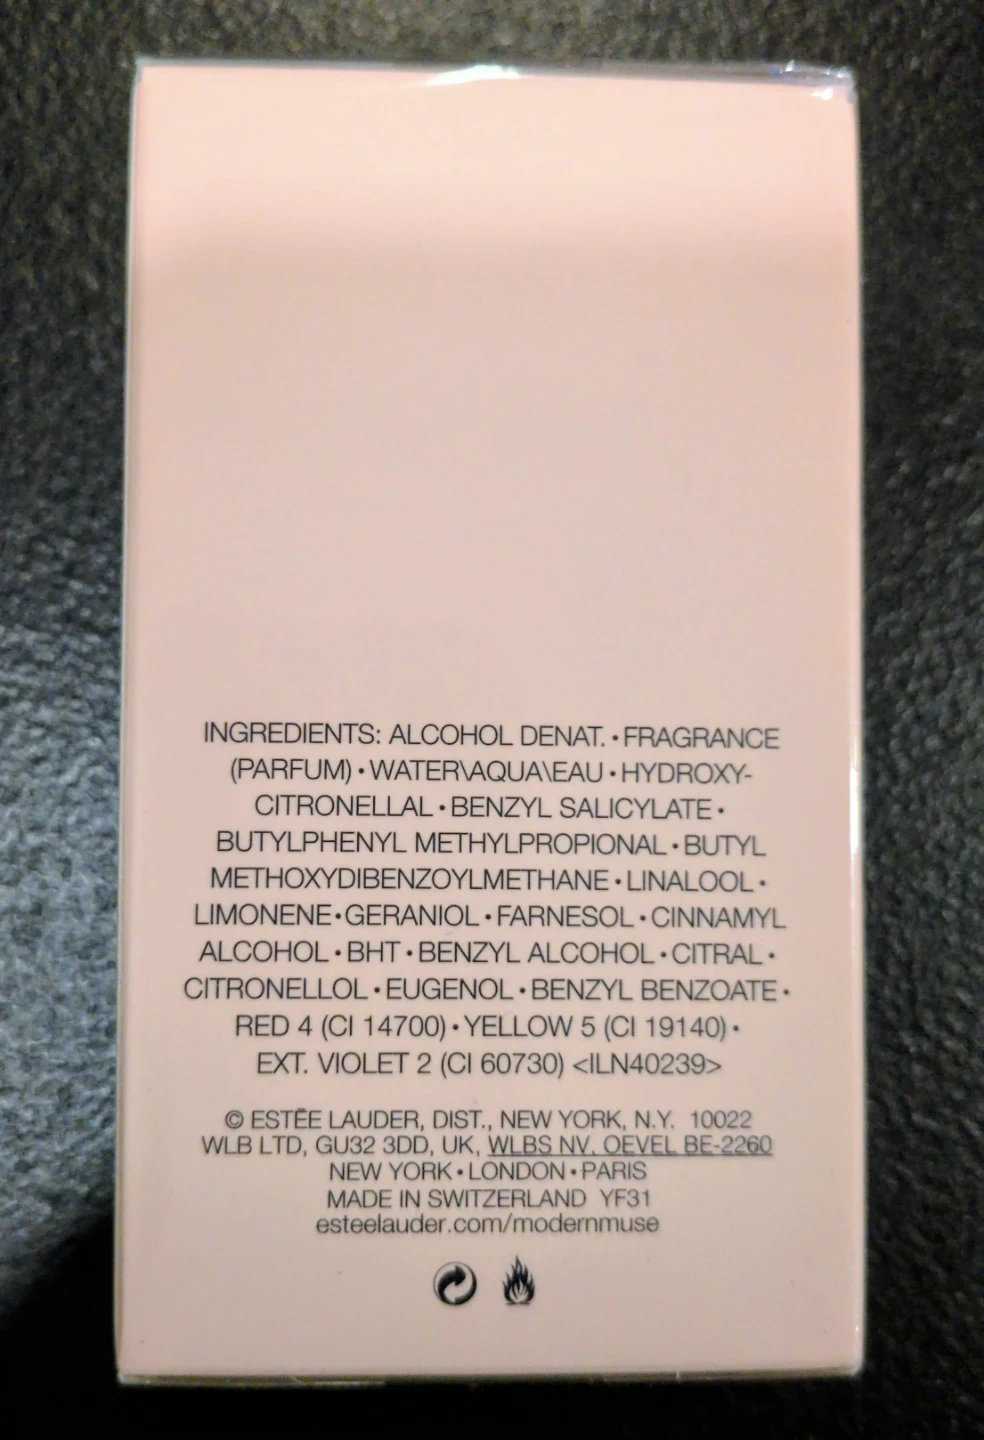 INGREDIENTS: ALCOHOL DENAT. • FRAGRANCE
(PARFUM) • WATER\AQUA\EAU • HYDROXY-
CITRONELLAL • BENZYL SALICYLATE •
BUTYLPHENYL METHYLPROPIONAL • BUTYL
METHOXYDIBENZOYLMETHANE • LINALOOL •
LIMONENE • GERANIOL • FARNESOL • CINNAMYL
ALCOHOL • BHT • BENZYL ALCOHOL • CITRAL •
CITRONELLOL • EUGENOL • BENZYL BENZOATE •
RED 4 (CI 14700) • YELLOW 5 (CI 19140) •
EXT. VIOLET 2 (CI 60730) <ILN40239>
© ESTĒE LAUDER, DIST., NEW YORK, N.Y. 10022
WLB LTD, GU32 3DD, UK, WLBS NV, OEVEL BE-2260
NEW YORK • LONDON • PARIS
MADE IN SWITZERLAND YF31
esteelauder.com/modernmuse